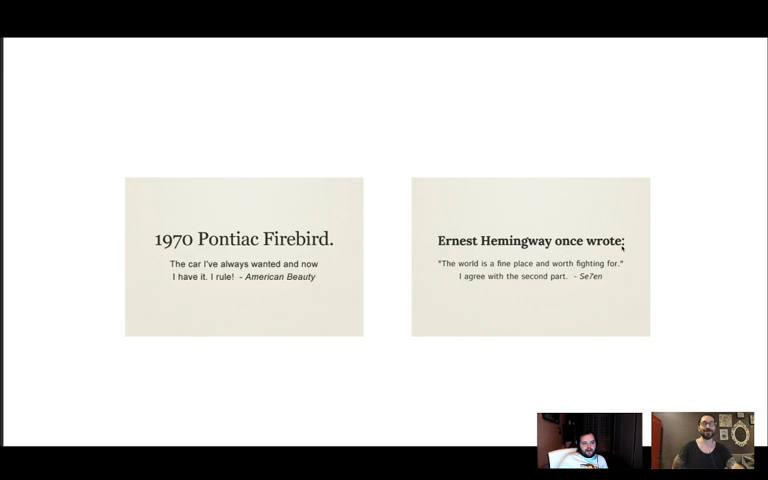 1970 Pontiac Firebird.
The car I've always wanted and now
I have it. I rule!  - American Beauty
Ernest Hemingway once wrote;
"The world is a fine place and worth fighting for."
I agree with the second part.  - Se7en